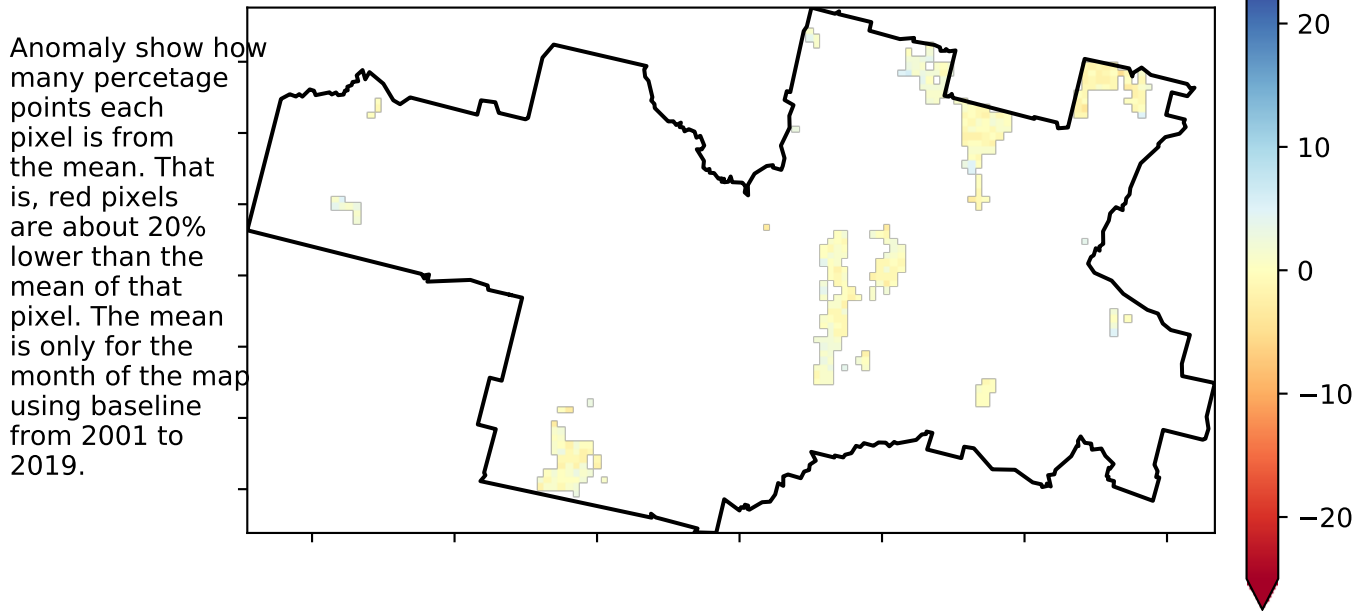 Anomaly show how
many percetage
points each
pixel is from
the mean. That
is, red pixels
are about 20%
lower than the
mean of that
pixel. The mean
is only for the
month of the map
using baseline
from 2001 to
2019.
20
10
0
−10
−20